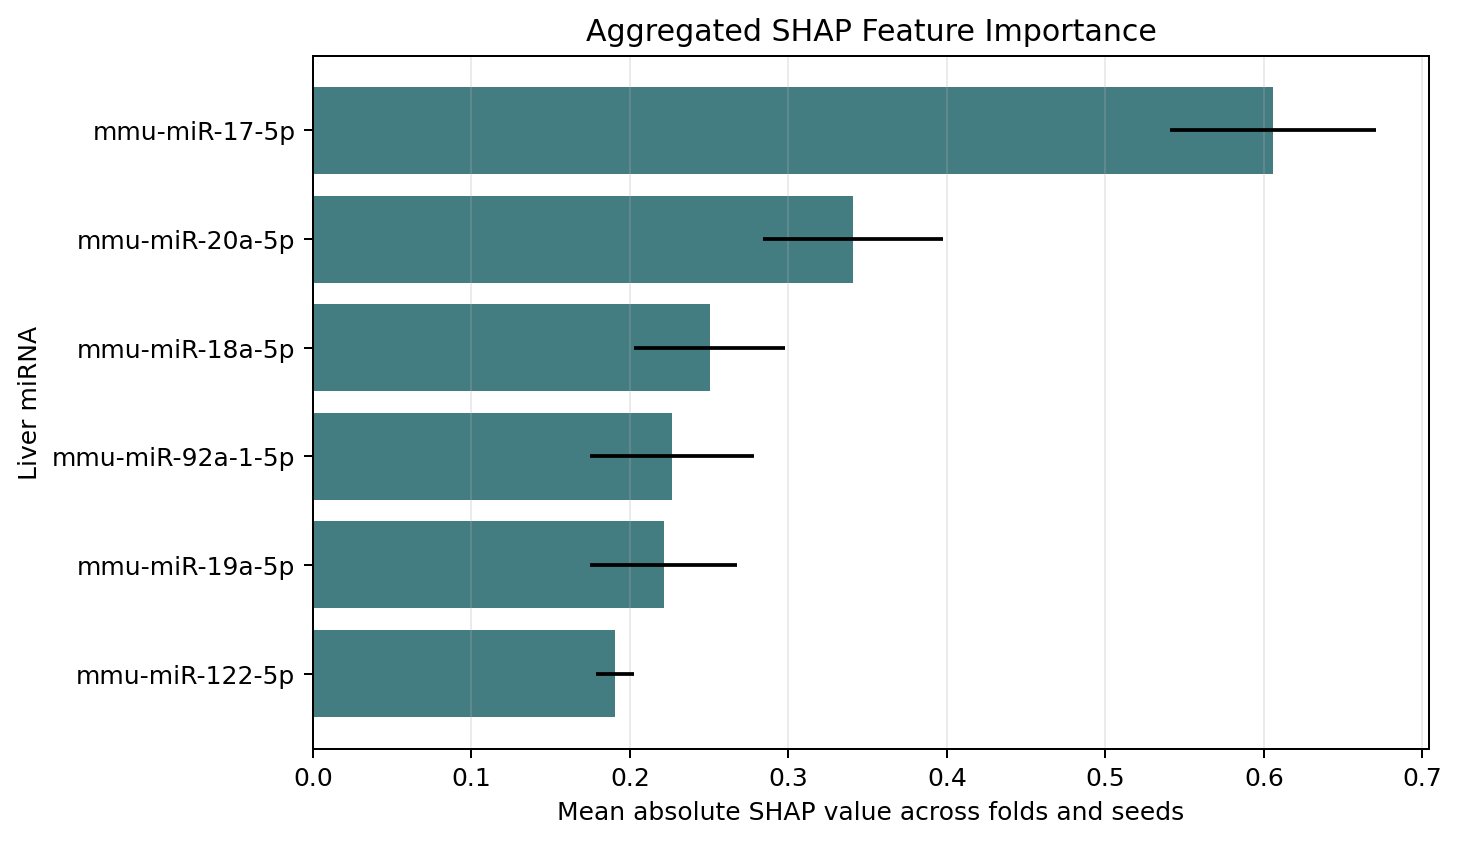 Aggregated SHAP Feature Importance
Liver miRNA
mmu-miR-17-5p
mmu-miR-20a-5p
mmu-miR-18a-5p
mmu-miR-92a-1-5p
mmu-miR-19a-5p
mmu-miR-122-5p
0.0 0.1 0.2 0.3 0.4 0.5 0.6 0.7
Mean absolute SHAP value across folds and seeds